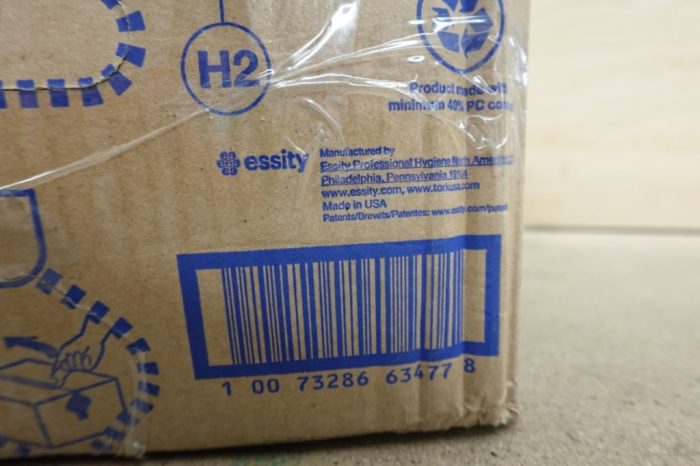 H2
Product made with
minimum 40% PC
essity
Manufactured by
Essity Professional Hygiene North
Philadelphia, Pennsylvania 19104
www.essity.com, www.torkusa.com
Made in USA
Patents/Brevets/Patentes: www.essity.com/
1 00 73286 63477 8